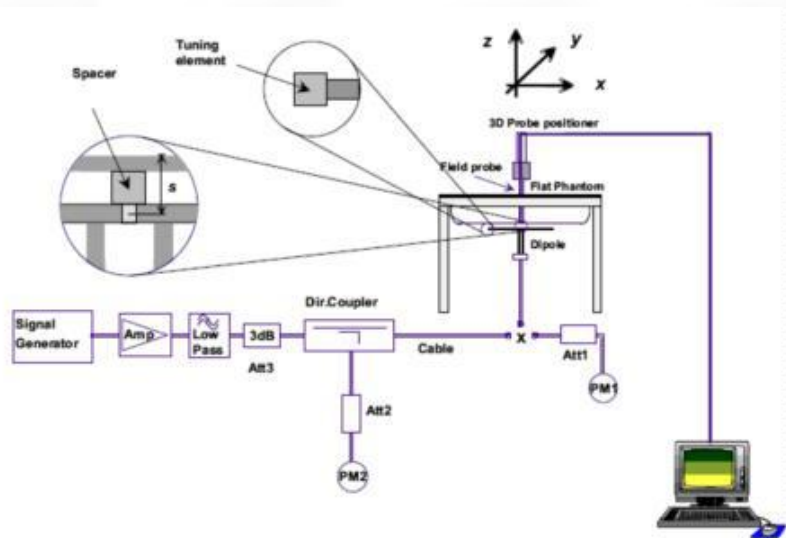 Tuning
element
Spacer
s
z
y
x
3D Probe positioner
Field probe
Flat Phantom
Dipole
Signal
Generator
Amp
Low
Pass
3dB
Att3
Dir.Coupler
Cable
x
Att1
PM1
Att2
PM2